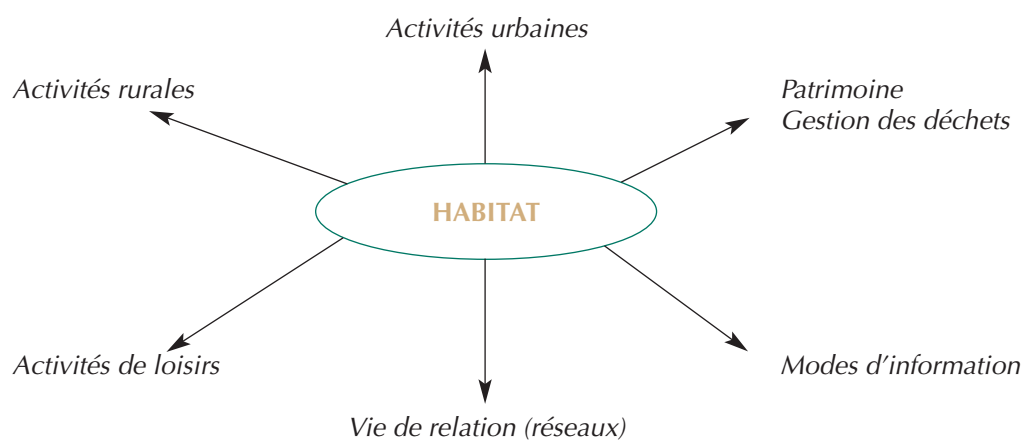 Activités urbaines
Activités rurales
Patrimoine
Gestion des déchets
HABITAT
Activités de loisirs
Modes d’information
Vie de relation (réseaux)